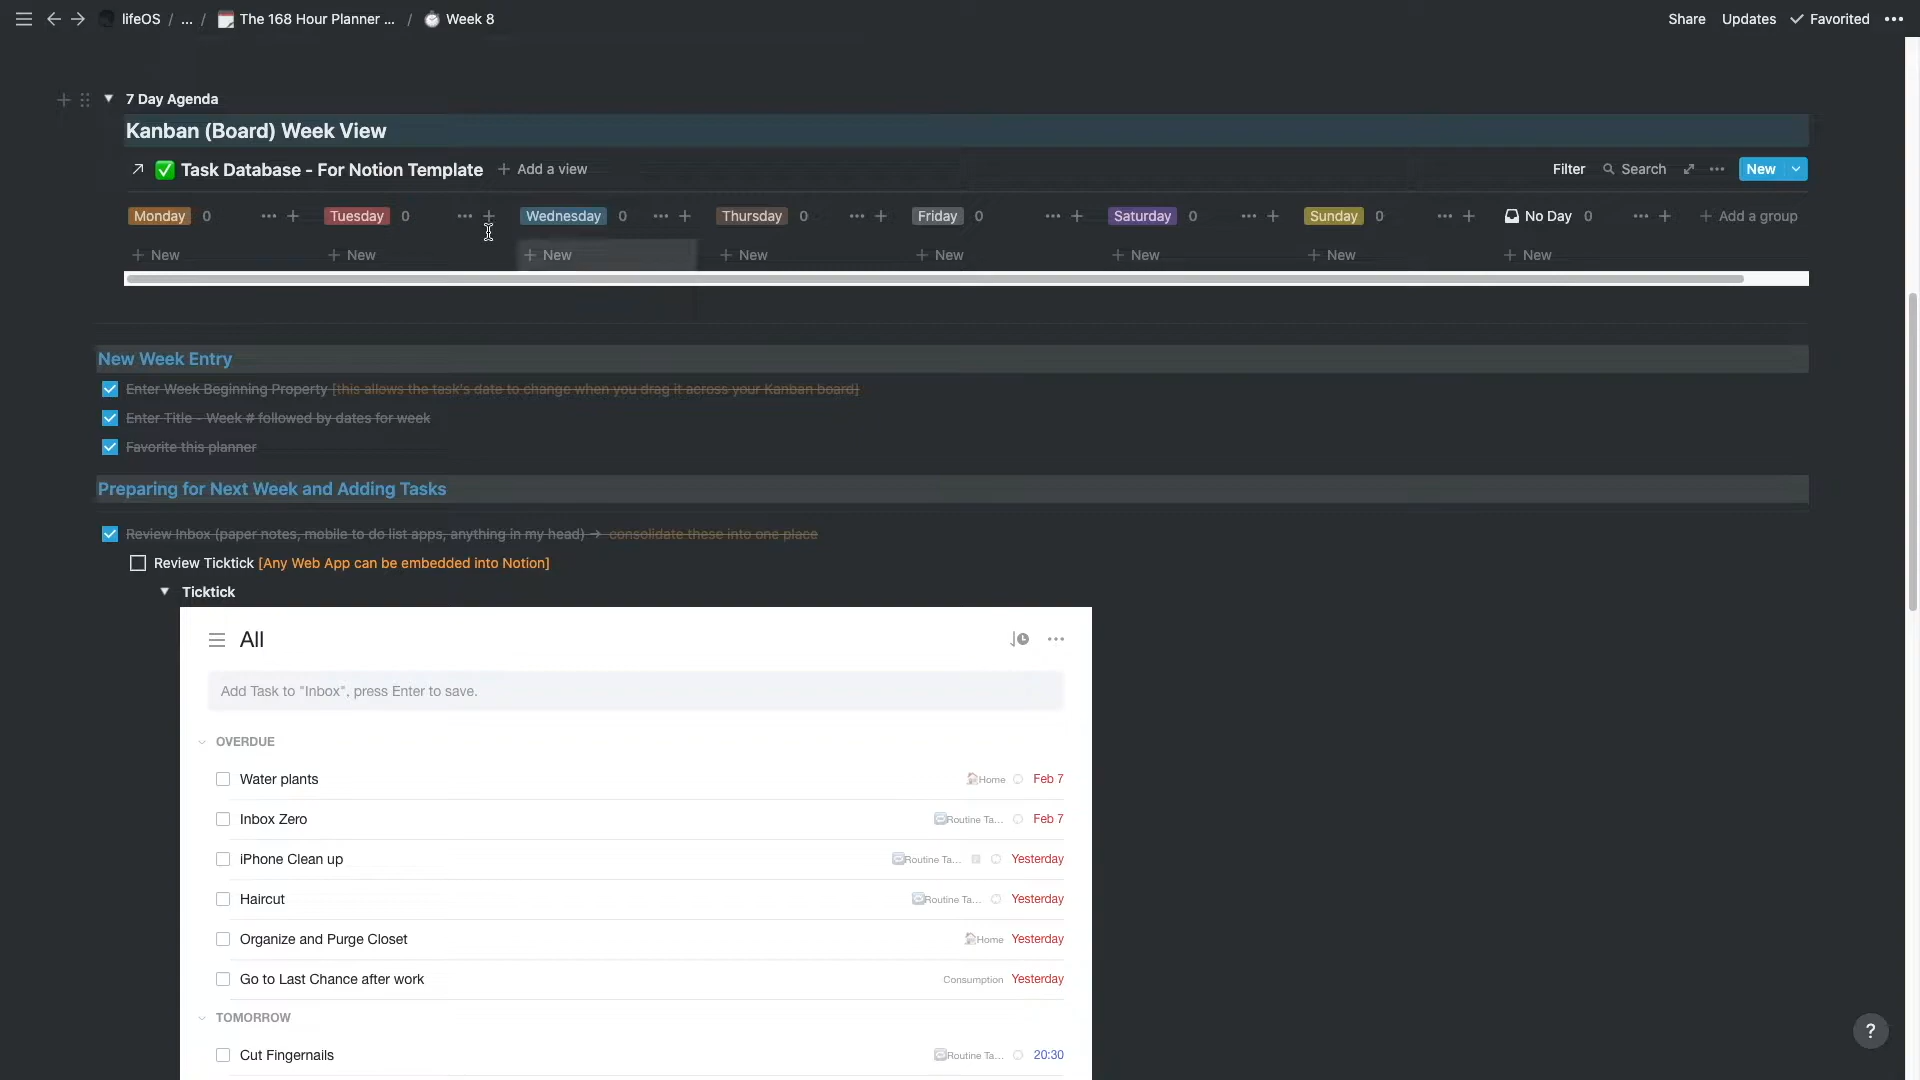 lifeOS / ... / The 168 Hour Planner ... / Week 8 Share Updates Favorited
7 Day Agenda
Kanban (Board) Week View
Task Database - For Notion Template + Add a view Filter Search New
Monday 0 Tuesday 0 Wednesday 0 Thursday 0 Friday 0 Saturday 0 Sunday 0 No Day 0 + Add a group
+ New + New + New + New + New + New + New + New
New Week Entry
Enter Week Beginning Property [this allows the task's date to change when you drag it across your Kanban board]
Enter Title - Week # followed by dates for week
Favorite this planner
Preparing for Next Week and Adding Tasks
Review Inbox (paper notes, mobile to do list apps, anything in my head) → consolidate these into one place
Review Ticktick [Any Web App can be embedded into Notion]
Ticktick
All
Add Task to "Inbox", press Enter to save.
OVERDUE
Water plants Home Feb 7
Inbox Zero Routine Ta... Feb 7
iPhone Clean up Routine Ta... Yesterday
Haircut Routine Ta... Yesterday
Organize and Purge Closet Home Yesterday
Go to Last Chance after work Consumption Yesterday
TOMORROW
Cut Fingernails Routine Ta... 20:30
?